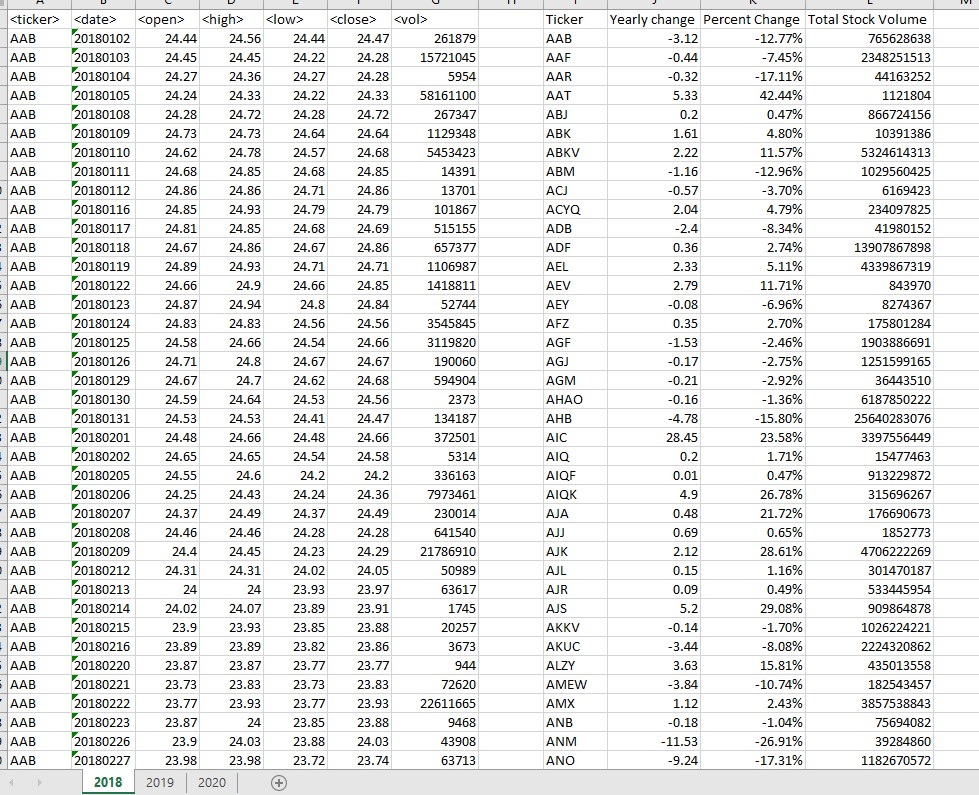 <ticker> <date> <open> <high> <low> <close> <vol> Ticker Yearly change Percent Change Total Stock Volume
AAB 20180102 24.44 24.56 24.44 24.47 261879 AAB -3.12 -12.77% 765628638
AAB 20180103 24.45 24.45 24.22 24.28 15721045 AAF -0.44 -7.45% 2348251513
AAB 20180104 24.27 24.36 24.27 24.28 5954 AAR -0.32 -17.11% 44163252
AAB 20180105 24.24 24.33 24.22 24.33 58161100 AAT 5.33 42.44% 1121804
AAB 20180108 24.28 24.72 24.28 24.72 267347 ABJ 0.2 0.47% 866724156
AAB 20180109 24.73 24.73 24.64 24.64 1129348 ABK 1.61 4.80% 10391386
AAB 20180110 24.62 24.78 24.57 24.68 5453423 ABKV 2.22 11.57% 5324614313
AAB 20180111 24.68 24.85 24.68 24.85 14391 ABM -1.16 -12.96% 1029560425
AAB 20180112 24.86 24.86 24.71 24.86 13701 ACJ -0.57 -3.70% 6169423
AAB 20180116 24.85 24.93 24.79 24.79 101867 ACYQ 2.04 4.79% 234097825
AAB 20180117 24.81 24.85 24.68 24.69 515155 ADB -2.4 -8.34% 41980152
AAB 20180118 24.67 24.86 24.67 24.86 657377 ADF 0.36 2.74% 13907867898
AAB 20180119 24.89 24.93 24.71 24.71 1106987 AEL 2.33 5.11% 4339867319
AAB 20180122 24.66 24.9 24.66 24.85 1418811 AEV 2.79 11.71% 843970
AAB 20180123 24.87 24.94 24.8 24.84 52744 AEY -0.08 -6.96% 8274367
AAB 20180124 24.83 24.83 24.56 24.56 3545845 AFZ 0.35 2.70% 175801284
AAB 20180125 24.58 24.66 24.54 24.66 3119820 AGF -1.53 -2.46% 1903886691
AAB 20180126 24.71 24.8 24.67 24.67 190060 AGJ -0.17 -2.75% 1251599165
AAB 20180129 24.67 24.7 24.62 24.68 594904 AGM -0.21 -2.92% 36443510
AAB 20180130 24.59 24.64 24.53 24.56 2373 AHAO -0.16 -1.36% 6187850222
AAB 20180131 24.53 24.53 24.41 24.47 134187 AHB -4.78 -15.80% 25640283076
AAB 20180201 24.48 24.66 24.48 24.66 372501 AIC 28.45 23.58% 3397556449
AAB 20180202 24.65 24.65 24.54 24.58 5314 AIQ 0.2 1.71% 15477463
AAB 20180205 24.55 24.6 24.2 24.2 336163 AIQF 0.01 0.47% 913229872
AAB 20180206 24.25 24.43 24.24 24.36 7973461 AIQK 4.9 26.78% 315696267
AAB 20180207 24.37 24.49 24.37 24.49 230014 AJA 0.48 21.72% 176690673
AAB 20180208 24.46 24.46 24.28 24.28 641540 AJJ 0.69 0.65% 1852773
AAB 20180209 24.4 24.45 24.23 24.29 21786910 AJK 2.12 28.61% 4706222269
AAB 20180212 24.31 24.31 24.02 24.05 50989 AJL 0.15 1.16% 301470187
AAB 20180213 24 24 23.93 23.97 63617 AJR 0.09 0.49% 533445954
AAB 20180214 24.02 24.07 23.89 23.91 1745 AJS 5.2 29.08% 909864878
AAB 20180215 23.9 23.93 23.85 23.88 20257 AKKV -0.14 -1.70% 1026224221
AAB 20180216 23.89 23.89 23.82 23.86 3673 AKUC -3.44 -8.08% 2224320862
AAB 20180220 23.87 23.87 23.77 23.77 944 ALZY 3.63 15.81% 435013558
AAB 20180221 23.73 23.83 23.73 23.83 72620 AMEW -3.84 -10.74% 182543457
AAB 20180222 23.77 23.93 23.77 23.93 22611665 AMX 1.12 2.43% 3857538843
AAB 20180223 23.87 24 23.85 23.88 9468 ANB -0.18 -1.04% 75694082
AAB 20180226 23.9 24.03 23.88 24.03 43908 ANM -11.53 -26.91% 39284860
AAB 20180227 23.98 23.98 23.72 23.74 63713 ANO -9.24 -17.31% 1182670572
2018 2019 2020